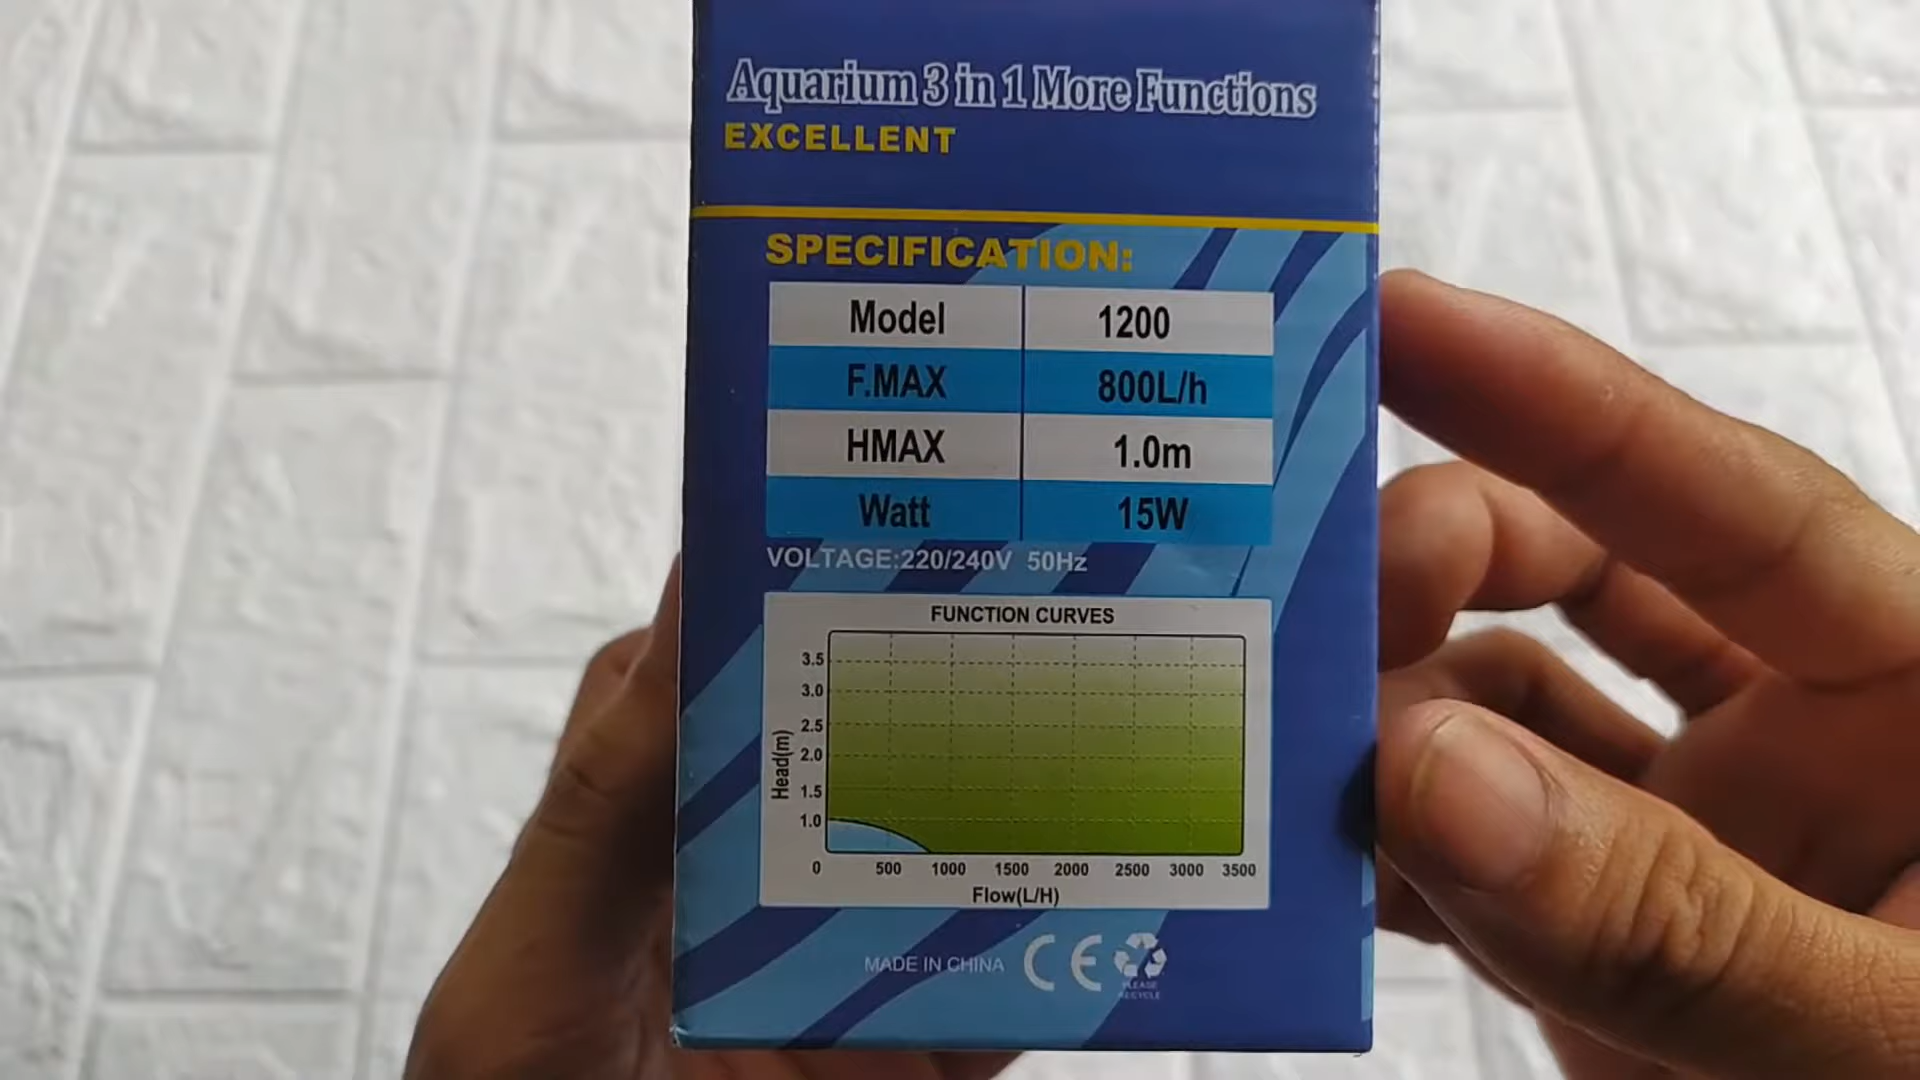 Aquarium 3 in 1 More Functions
EXCELLENT
SPECIFICATION:
Model 1200
F.MAX 800L/h
HMAX 1.0m
Watt 15W
VOLTAGE:220/240V 50Hz
FUNCTION CURVES
3.5
3.0
2.5
2.0
1.5
1.0
Head(m)
0 500 1000 1500 2000 2500 3000 3500
Flow(L/H)
MADE IN CHINA CE
PLEASE
RECYCLE